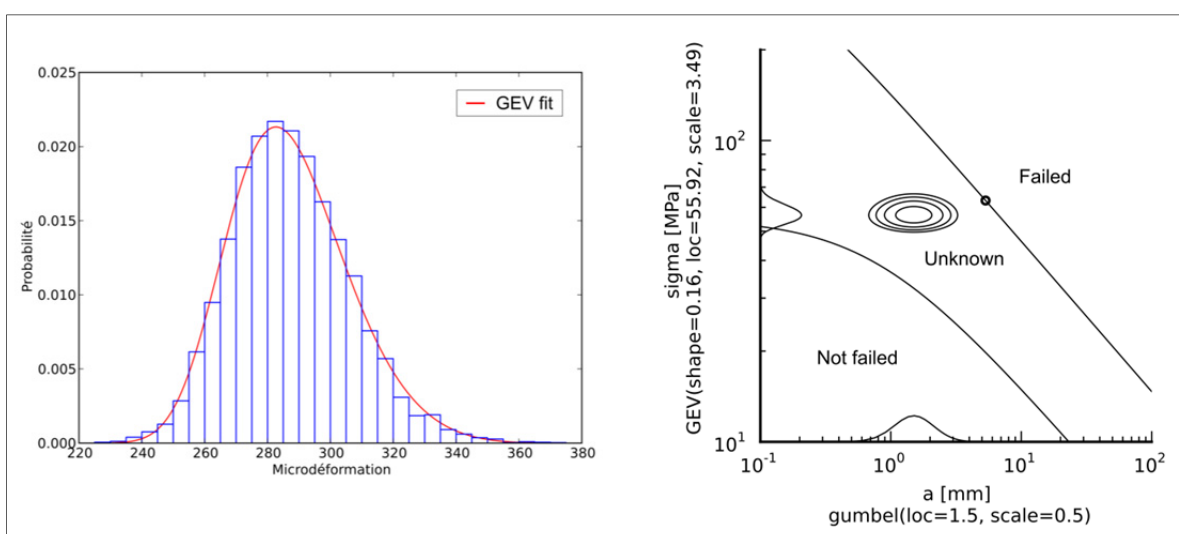 0.025
0.020
0.015
0.010
0.005
0.000
Probabilité
GEV fit
220 240 260 280 300 320 340 360 380
Microdéformation
sigma [MPa]
GEV(shape=0.16, loc=55.92, scale=3.49)
10²
10¹
Failed
Unknown
Not failed
10⁻¹ 10⁰ 10¹ 10²
a [mm]
gumbel(loc=1.5, scale=0.5)